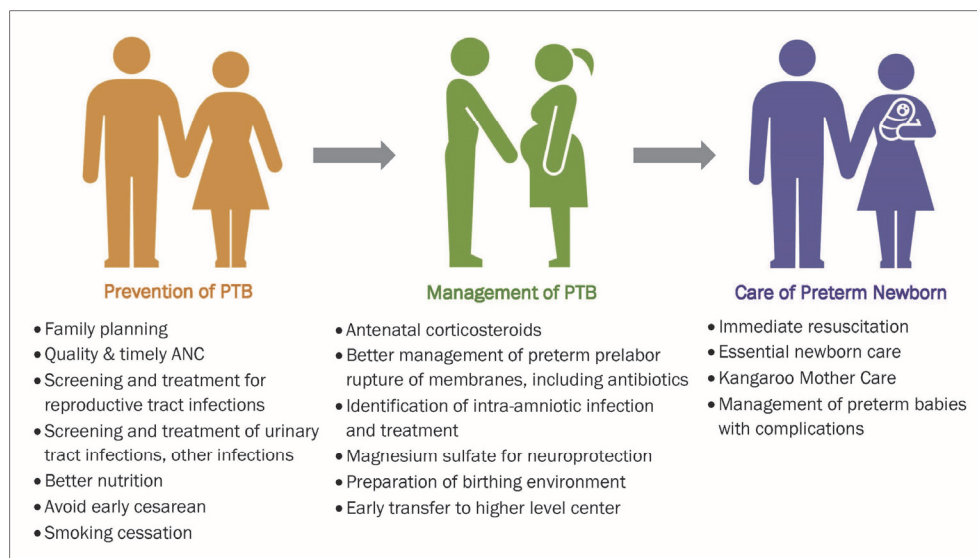 Prevention of PTB
• Family planning
• Quality & timely ANC
• Screening and treatment for
reproductive tract infections
• Screening and treatment of urinary
tract infections, other infections
• Better nutrition
• Avoid early cesarean
• Smoking cessation
Management of PTB
• Antenatal corticosteroids
• Better management of preterm prelabor
rupture of membranes, including antibiotics
• Identification of intra-amniotic infection
and treatment
• Magnesium sulfate for neuroprotection
• Preparation of birthing environment
• Early transfer to higher level center
Care of Preterm Newborn
• Immediate resuscitation
• Essential newborn care
• Kangaroo Mother Care
• Management of preterm babies
with complications